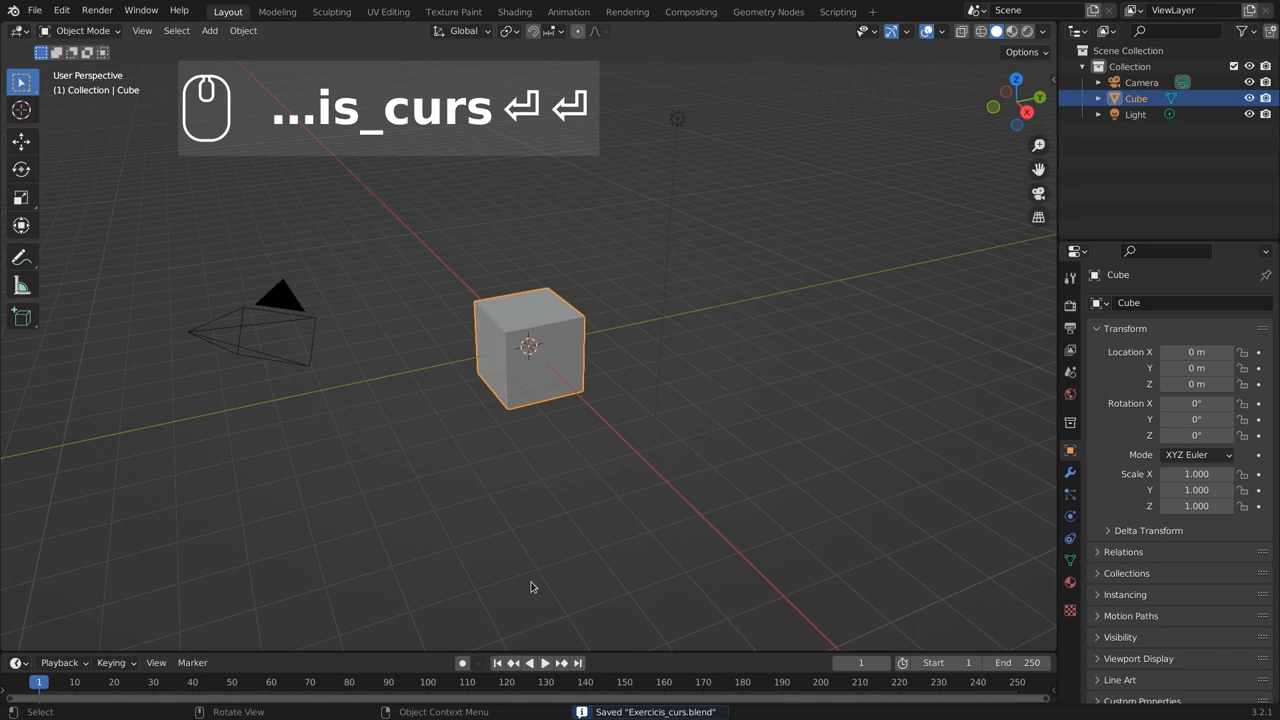 File Edit Render Window Help Layout Modeling Sculpting UV Editing Texture Paint Shading Animation Rendering Compositing Geometry Nodes Scripting + Scene ViewLayer
Object Mode View Select Add Object Global
Options
User Perspective
(1) Collection | Cube
...is_curs⏎⏎
Z
Y
X
Scene Collection
Collection
Camera
Cube
Light
Cube
Cube
Transform
Location X 0 m
Y 0 m
Z 0 m
Rotation X 0°
Y 0°
Z 0°
Mode XYZ Euler
Scale X 1.000
Y 1.000
Z 1.000
Delta Transform
Relations
Collections
Instancing
Motion Paths
Visibility
Viewport Display
Line Art
Custom Properties
Playback Keying View Marker 1 Start 1 End 250
1 10 20 30 40 50 60 70 80 90 100 110 120 130 140 150 160 170 180 190 200 210 220 230 240 250
Select Rotate View Object Context Menu Saved "Exercicis_curs.blend" 3.2.1